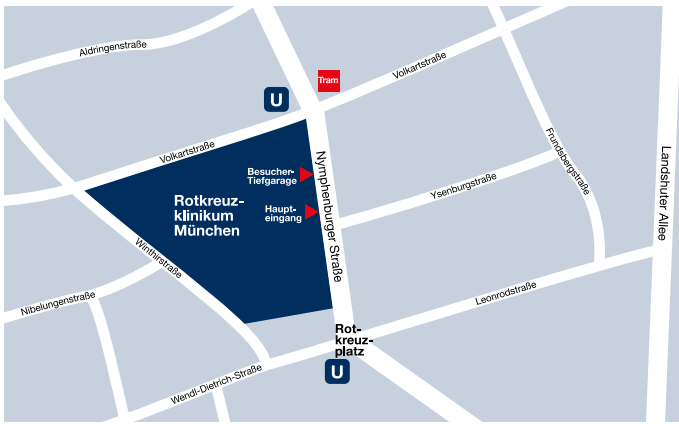 Aldringenstraße
Tram
Volkartstraße
U
Volkartstraße
Besucher-
Tiefgarage
Nymphenburger Straße
Frundsbergstraße
Landshuter Allee
Ysenburgstraße
Rotkreuz-
klinikum
München
Haupt-
eingang
Winthirstraße
Nibelungenstraße
Leonrodstraße
Rot-
kreuz-
platz
U
Wendl-Dietrich-Straße